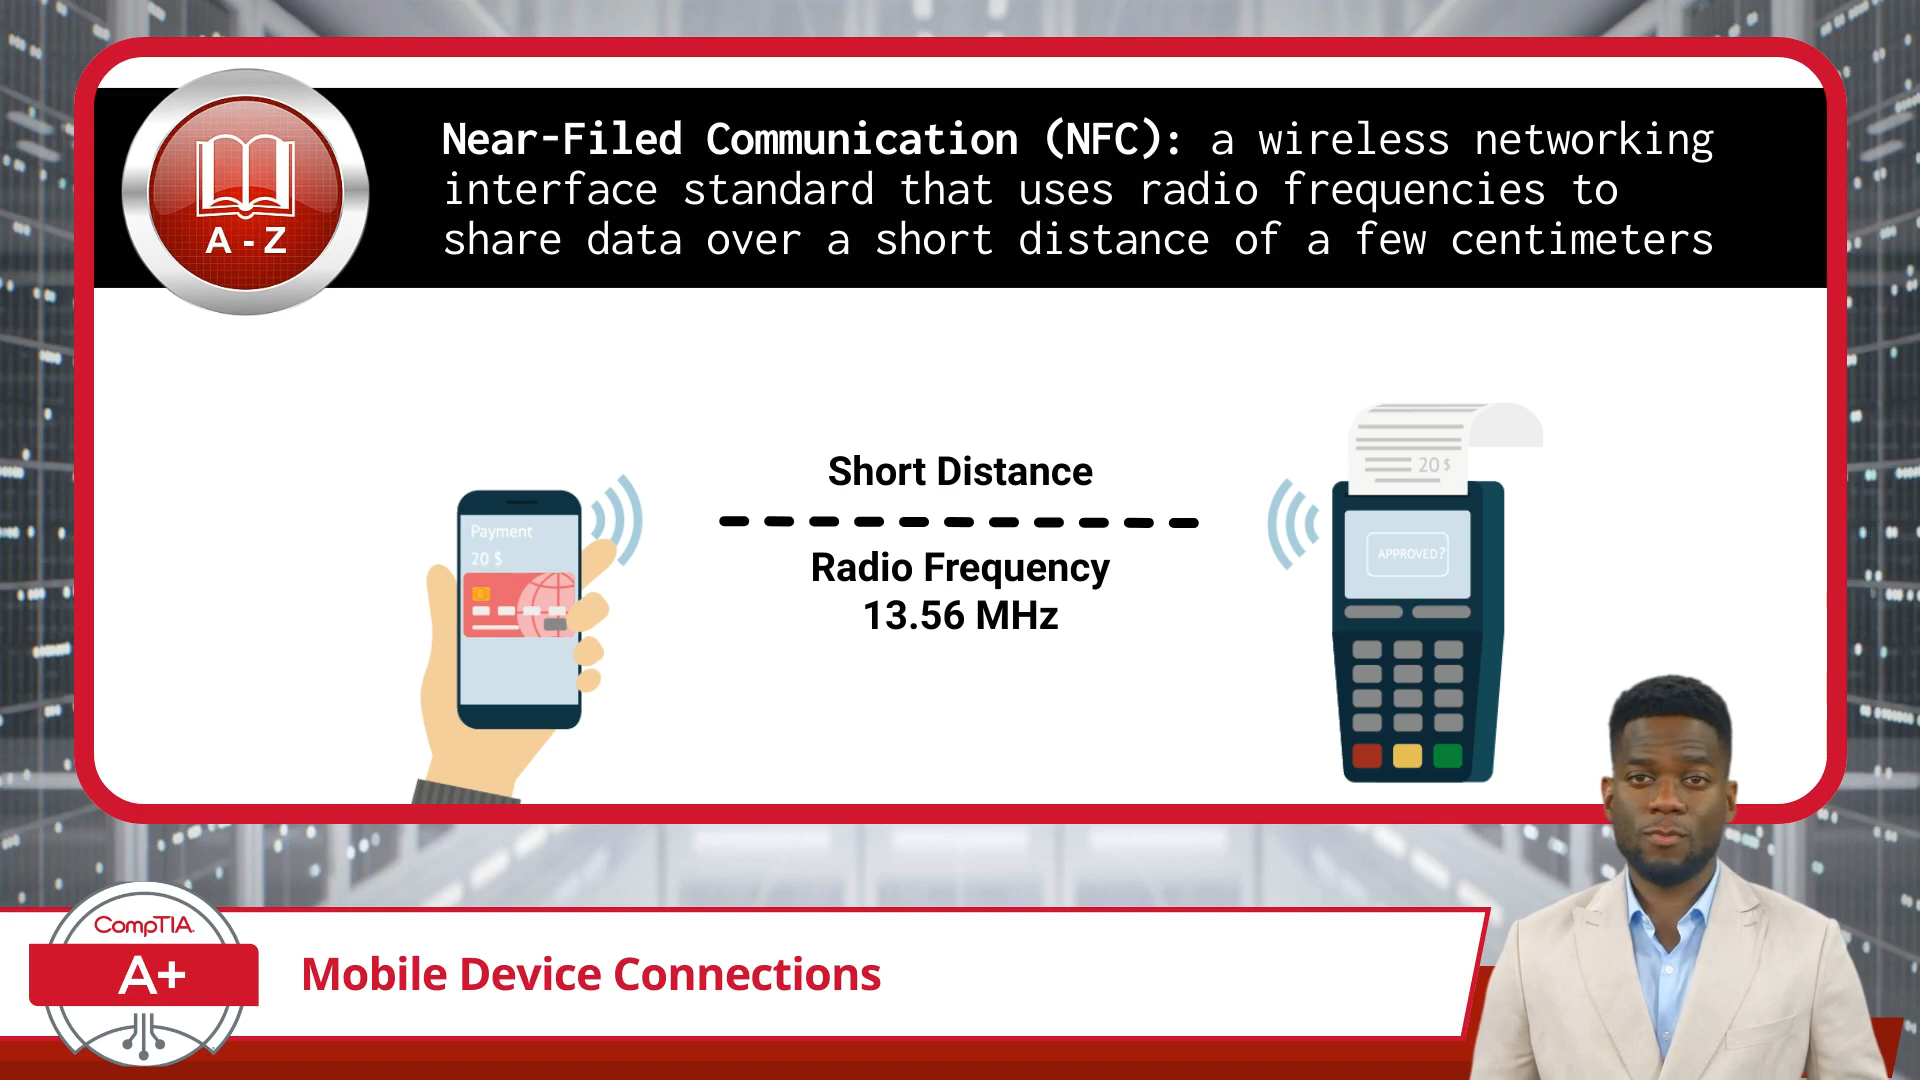 Near-Filed Communication (NFC): a wireless networking
interface standard that uses radio frequencies to
share data over a short distance of a few centimeters
A - Z
Short Distance
Radio Frequency
13.56 MHz
Payment
20 $
20 $
APPROVED?
CompTIA.
A+
Mobile Device Connections